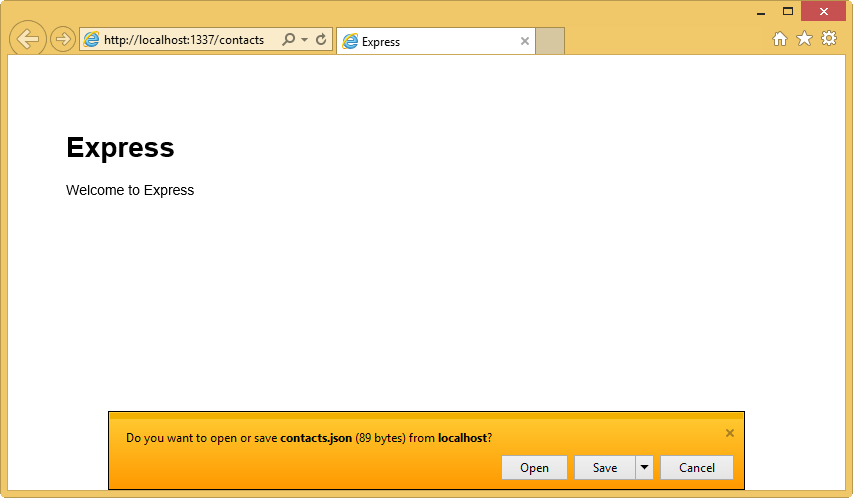 http://localhost:1337/contacts
Express
Express
Welcome to Express
Do you want to open or save contacts.json (89 bytes) from localhost?
Open
Save
Cancel